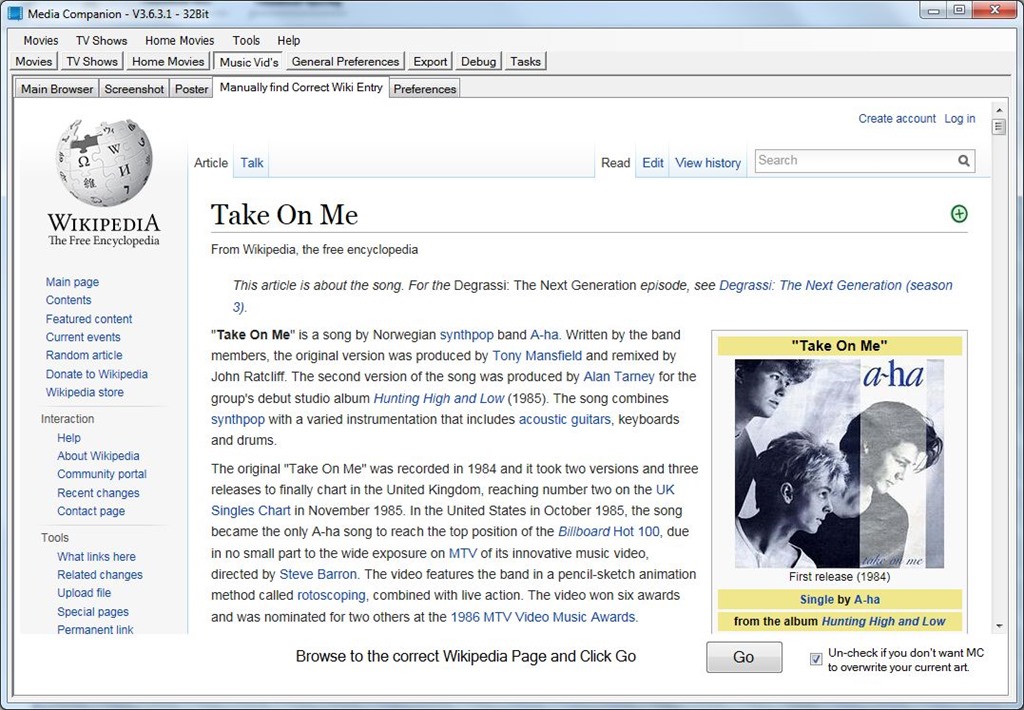 Media Companion - V3.6.3.1 - 32Bit
Movies TV Shows Home Movies Tools Help
Movies TV Shows Home Movies Music Vid's General Preferences Export Debug Tasks
Main Browser Screenshot Poster Manually find Correct Wiki Entry Preferences
Create account Log in
Article Talk Read Edit View history Search
WIKIPEDIA
The Free Encyclopedia
Main page
Contents
Featured content
Current events
Random article
Donate to Wikipedia
Wikipedia store
Interaction
Help
About Wikipedia
Community portal
Recent changes
Contact page
Tools
What links here
Related changes
Upload file
Special pages
Permanent link
Take On Me
From Wikipedia, the free encyclopedia
This article is about the song. For the Degrassi: The Next Generation episode, see Degrassi: The Next Generation (season
3).
"Take On Me" is a song by Norwegian synthpop band A-ha. Written by the band
members, the original version was produced by Tony Mansfield and remixed by
John Ratcliff. The second version of the song was produced by Alan Tarney for the
group's debut studio album Hunting High and Low (1985). The song combines
synthpop with a varied instrumentation that includes acoustic guitars, keyboards
and drums.
The original "Take On Me" was recorded in 1984 and it took two versions and three
releases to finally chart in the United Kingdom, reaching number two on the UK
Singles Chart in November 1985. In the United States in October 1985, the song
became the only A-ha song to reach the top position of the Billboard Hot 100, due
in no small part to the wide exposure on MTV of its innovative music video,
directed by Steve Barron. The video features the band in a pencil-sketch animation
method called rotoscoping, combined with live action. The video won six awards
and was nominated for two others at the 1986 MTV Video Music Awards.
"Take On Me"
a-ha
take on me
First release (1984)
Single by A-ha
from the album Hunting High and Low
Browse to the correct Wikipedia Page and Click Go
Go
Un-check if you don't want MC
to overwrite your current art.